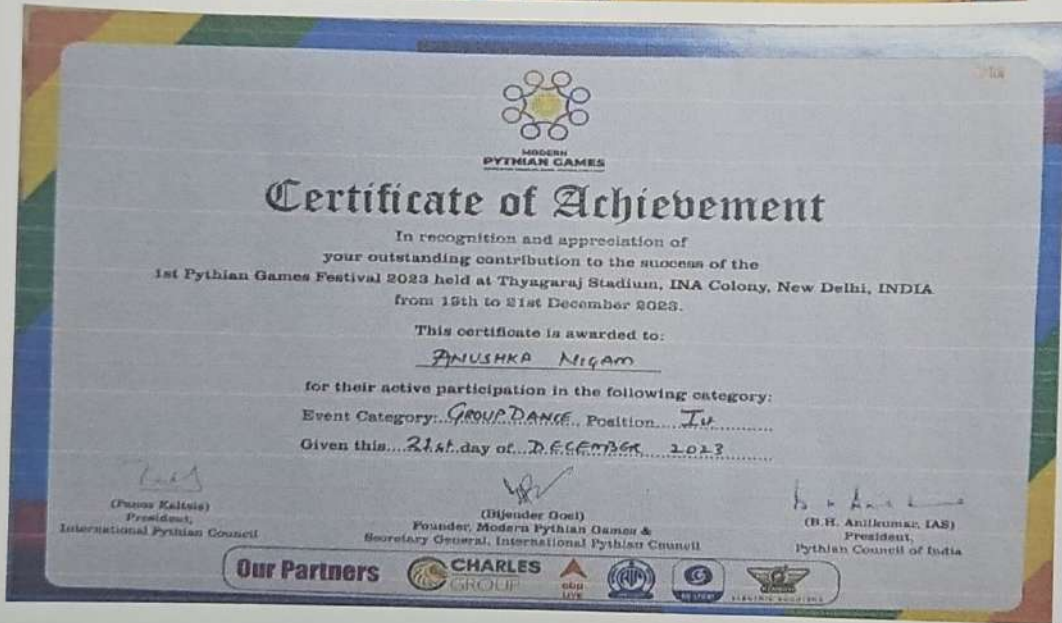 MODERN
PYTHIAN GAMES
Certificate of Achievement
In recognition and appreciation of
your outstanding contribution to the success of the
1st Pythian Games Festival 2023 held at Thyagaraj Stadium, INA Colony, New Delhi, INDIA
from 19th to 21st December 2023.
This certificate is awarded to:
ANUSHKA NIGAM
for their active participation in the following category:
Event Category: GROUP DANCE Position
Given this 21st day of DECEMBER 2023
(Panos Kaltsis)
President,
International Pythian Council
(Bijender Goel)
Founder, Modern Pythian Games &
Secretary General, International Pythian Council
(B.H. Anilkumar, IAS)
President,
Pythian Council of India
Our Partners
CHARLES
GROUP
abp
LIVE